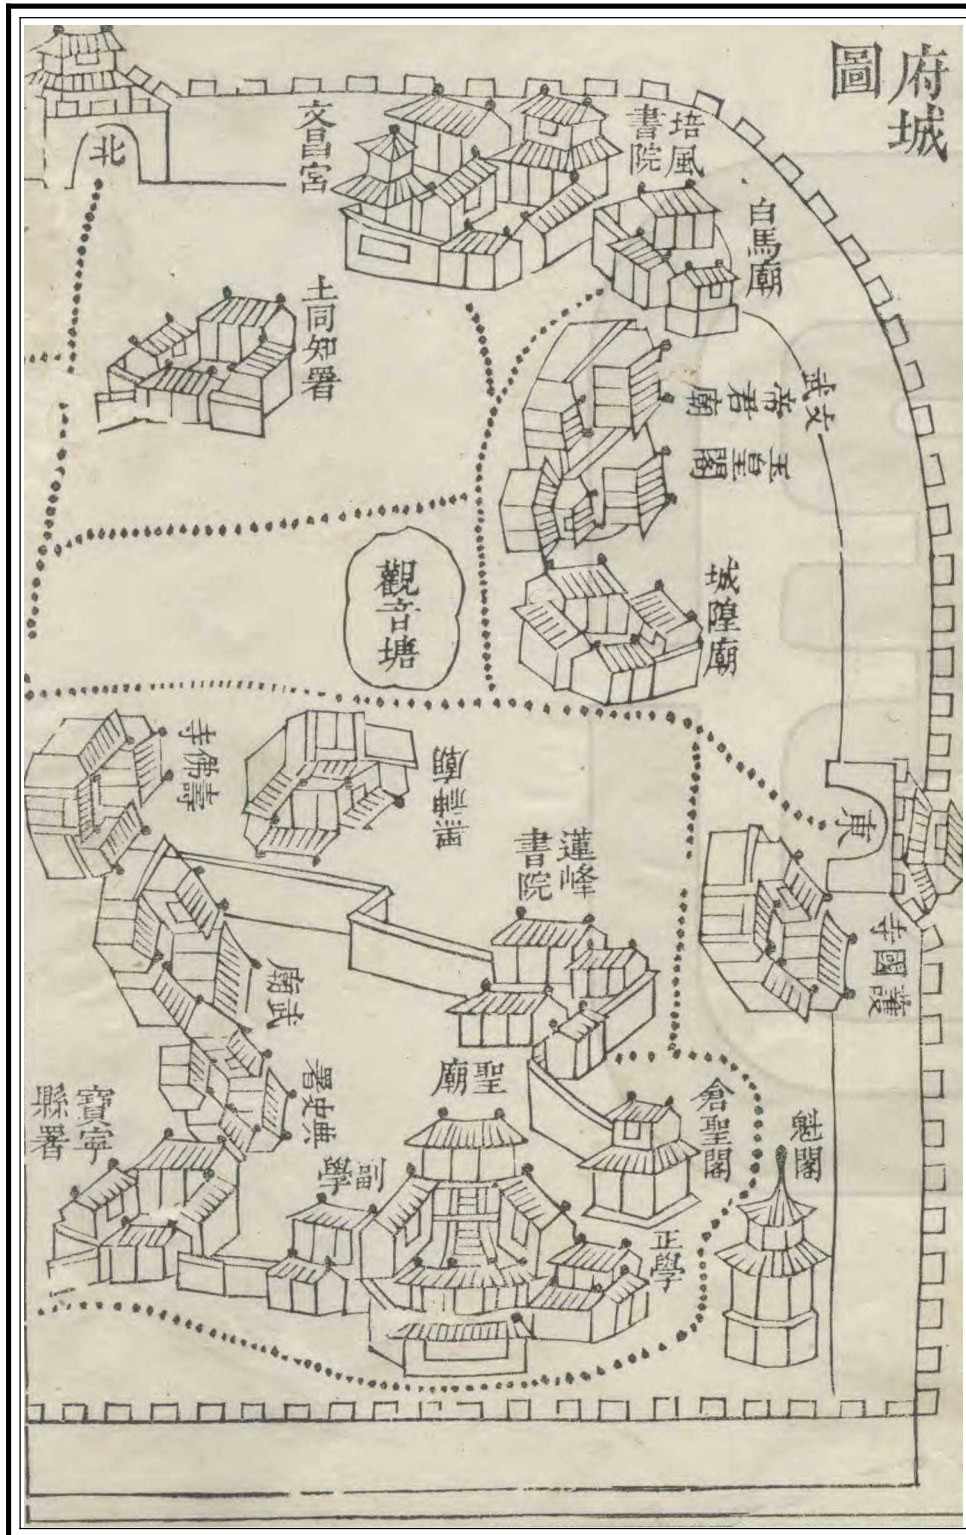 府城圖
北
文昌宮
培風書院
白馬廟
土同知署
文武帝君廟
玉皇閣
觀音塘
城隍廟
東
壽佛寺
黑神廟
蓮峰書院
護國寺
武廟
典史署
聖廟
倉聖閣
魁閣
寶寧縣署
副學
正學